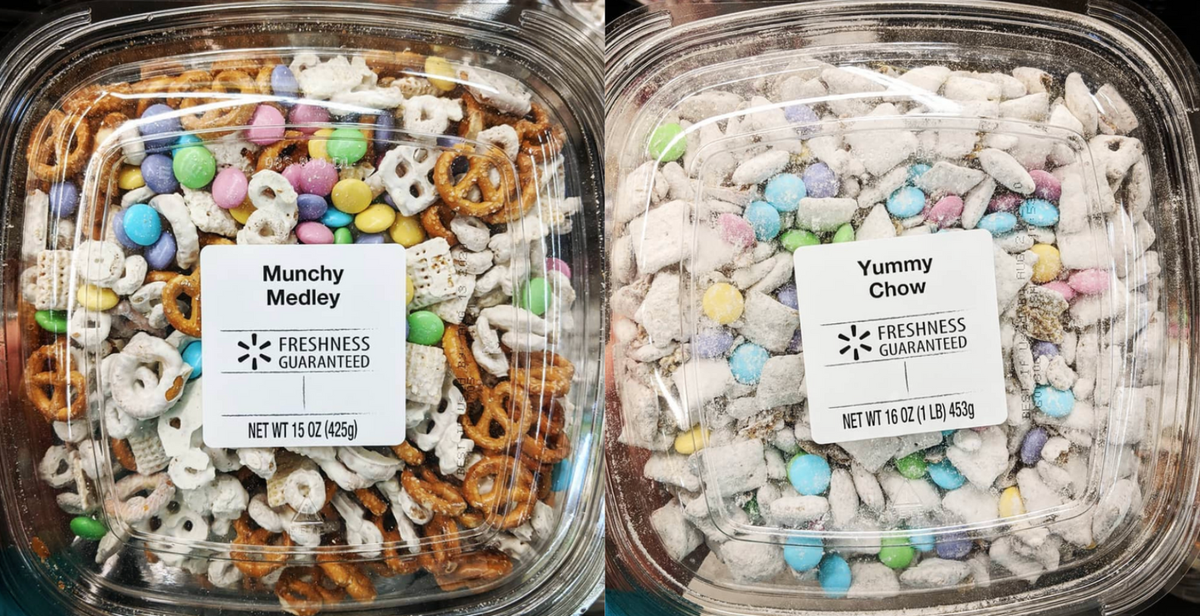 Munchy
Medley
FRESHNESS
GUARANTEED
NET WT 15 OZ (425g)
Yummy
Chow
FRESHNESS
GUARANTEED
NET WT 16 OZ (1 LB) 453g